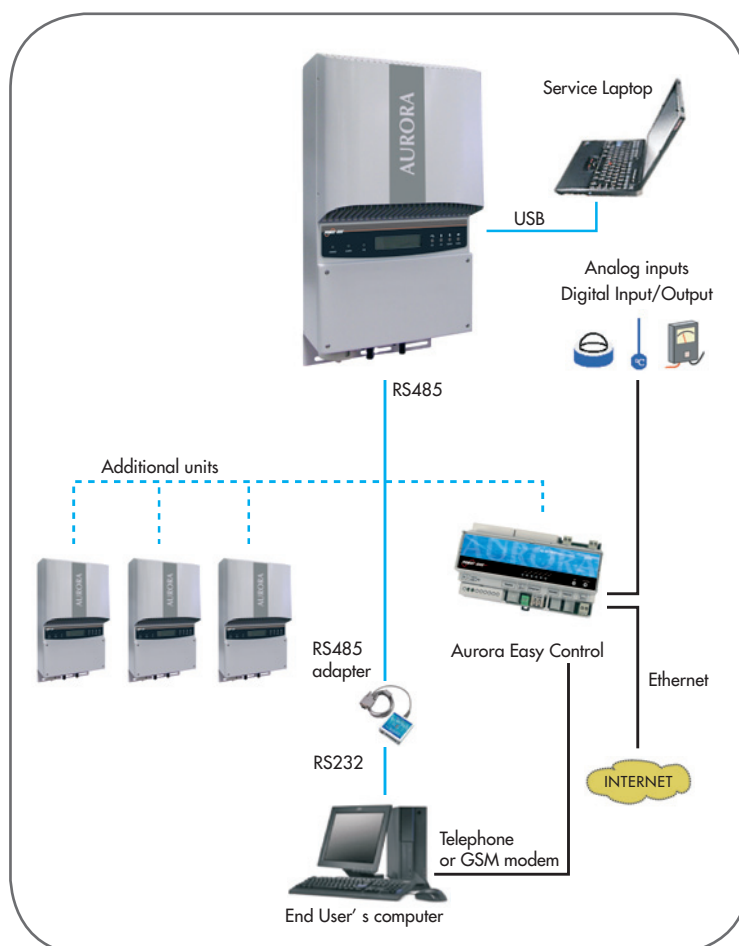 AURORA
Service Laptop
USB
Analog inputs
Digital Input/Output
°C
RS485
Additional units
AURORA
AURORA
AURORA
AURORA
RS485
adapter
Aurora Easy Control
Ethernet
RS232
INTERNET
Telephone
or GSM modem
End User' s computer